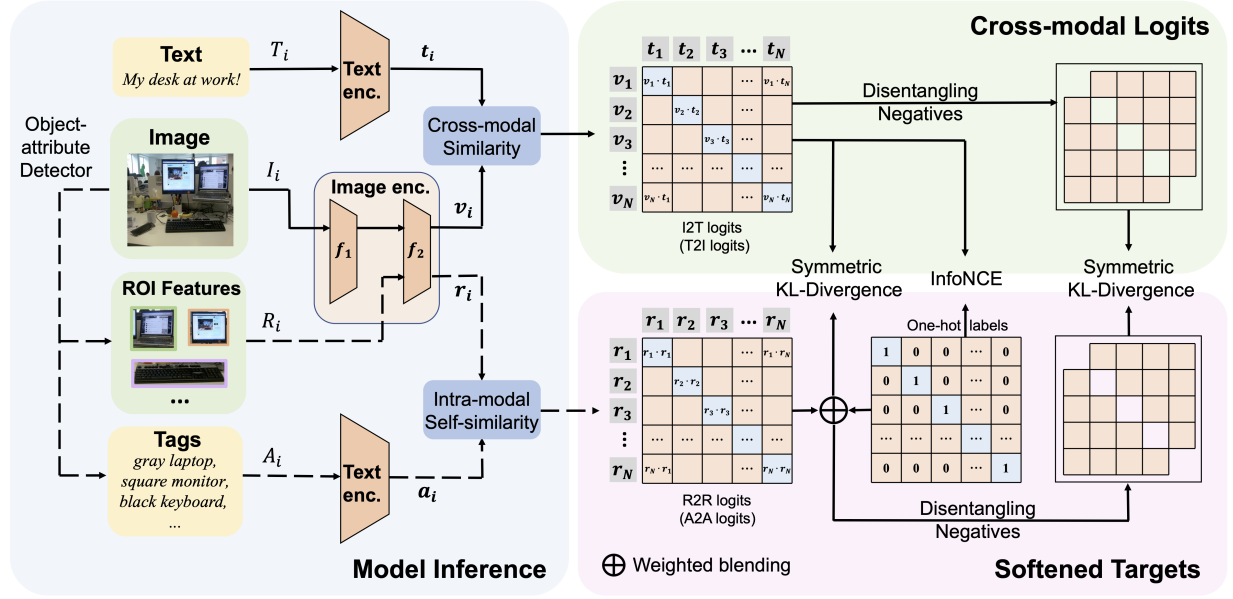 Text
My desk at work!
T_i
Text
enc.
t_i
Object-
attribute
Detector
Image
I_i
Image enc.
f_1
f_2
v_i
Cross-modal
Similarity
ROI Features
R_i
r_i
...
Intra-modal
Self-similarity
Tags
gray laptop,
square monitor,
black keyboard,
...
A_i
Text
enc.
a_i
Model Inference
Cross-modal Logits
t_1 t_2 t_3 ... t_N
v_1 v_1 · t_1 ... v_1 · t_N
v_2 v_2 · t_2 ...
v_3 v_3 · t_3 ...
⋮ ... ... ... ... ...
v_N v_N · t_1 ... v_N · t_N
I2T logits
(T2I logits)
Disentangling
Negatives
Symmetric
KL-Divergence
InfoNCE
Symmetric
KL-Divergence
r_1 r_2 r_3 ... r_N
r_1 r_1 · r_1 ... r_1 · r_N
r_2 r_2 · r_2 ...
r_3 r_3 · r_3 ...
⋮ ... ... ... ... ...
r_N r_N · r_1 ... r_N · r_N
R2R logits
(A2A logits)
⊕
One-hot labels
1 0 0 ... 0
0 1 0 ... 0
0 0 1 ... 0
... ... ... ... ...
0 0 0 ... 1
Disentangling
Negatives
⊕ Weighted blending
Softened Targets